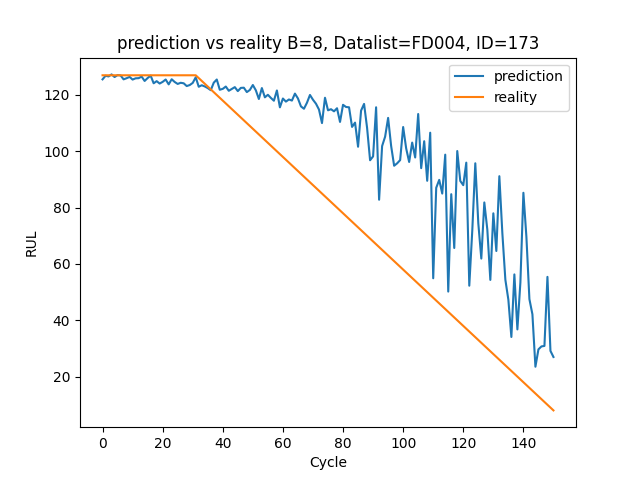 prediction vs reality B=8, Datalist=FD004, ID=173
prediction
reality
RUL
120
100
80
60
40
20
0 20 40 60 80 100 120 140
Cycle